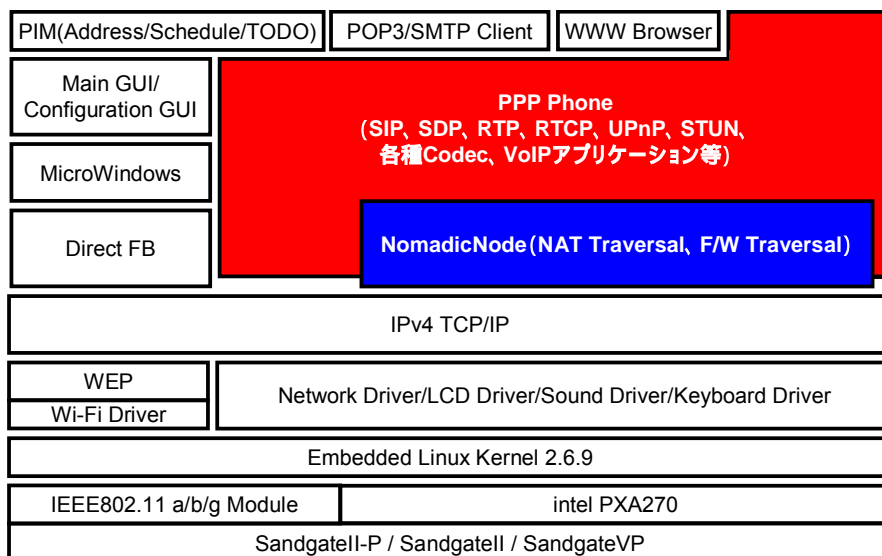 PIM(Address/Schedule/TODO)
POP3/SMTP Client
WWW Browser
Main GUI/
Configuration GUI
PPP Phone
(SIP、SDP、RTP、RTCP、UPnP、STUN、
各種Codec、VoIPアプリケーション等)
MicroWindows
Direct FB
NomadicNode(NAT Traversal、F/W Traversal)
IPv4 TCP/IP
WEP
Wi-Fi Driver
Network Driver/LCD Driver/Sound Driver/Keyboard Driver
Embedded Linux Kernel 2.6.9
IEEE802.11 a/b/g Module
intel PXA270
SandgateII-P / SandgateII / SandgateVP